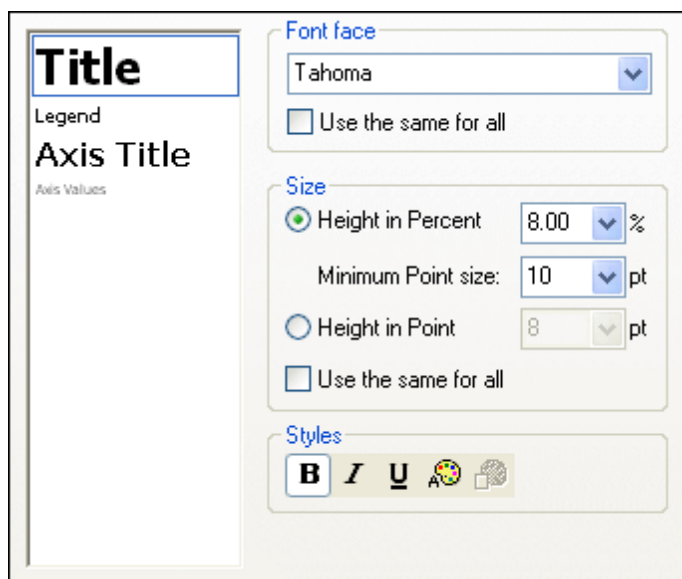 Title
Legend
Axis Title
Axis Values
Font face
Tahoma
Use the same for all
Size
Height in Percent 8.00 %
Minimum Point size: 10 pt
Height in Point 8 pt
Use the same for all
Styles
B I U A